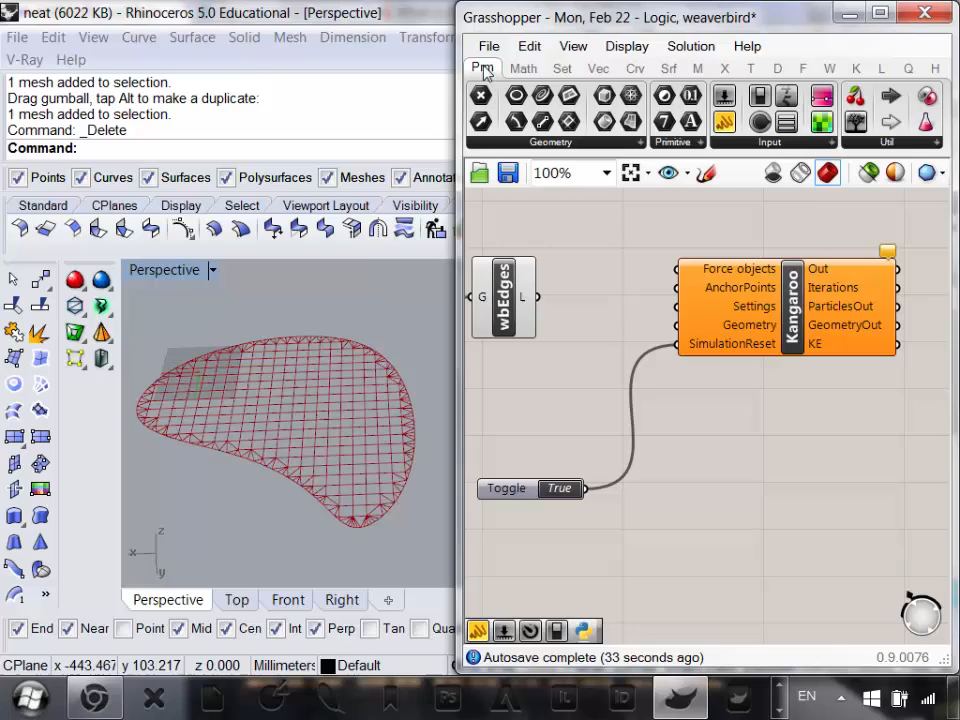 neat (6022 KB) - Rhinoceros 5.0 Educational - [Perspective]
File Edit View Curve Surface Solid Mesh Dimension Transform
V-Ray Help
1 mesh added to selection.
Drag gumball, tap Alt to make a duplicate:
1 mesh added to selection.
Command: _Delete
Command:
Points Curves Surfaces Polysurfaces Meshes Annotat
Standard CPlanes Display Select Viewport Layout Visibility
Perspective
z
x
y
Perspective Top Front Right
End Near Point Mid Cen Int Perp Tan Qua
CPlane x -443.467 y 103.217 z 0.000 Millimeters Default
Grasshopper - Mon, Feb 22 - Logic, weaverbird*
File Edit View Display Solution Help
Prm Math Set Vec Crv Srf M X T D F W K L Q H
Geometry Primitive Input Util
100%
G wbEdges L
Force objects
AnchorPoints
Settings
Geometry
SimulationReset
Kangaroo
Out
Iterations
ParticlesOut
GeometryOut
KE
Toggle True
Autosave complete (33 seconds ago) 0.9.0076
EN